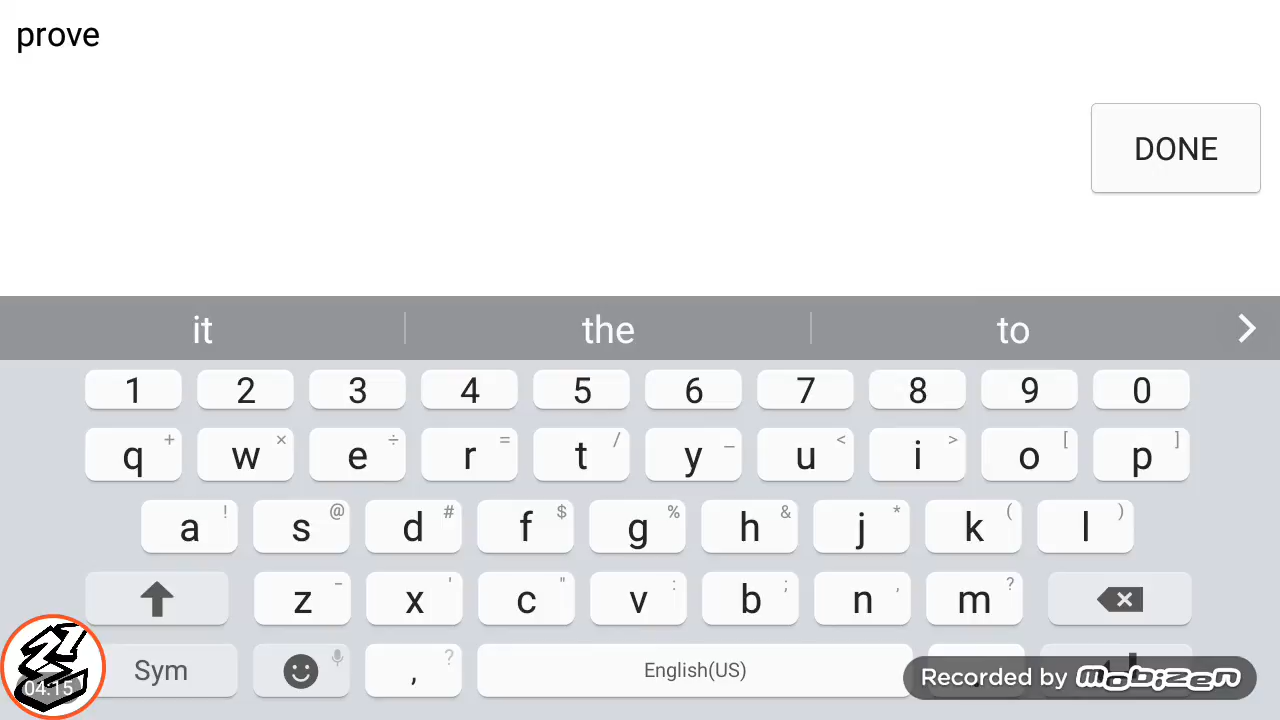 prove
DONE
it the to
1 2 3 4 5 6 7 8 9 0
q + w × e ÷ r = t / y _ u < i > o [ p ]
a ! s @ d # f $ g % h & j * k ( l )
z - x ' c " v : b ; n , m ?
Sym , ? English(US)
Recorded by mobizen
04:15